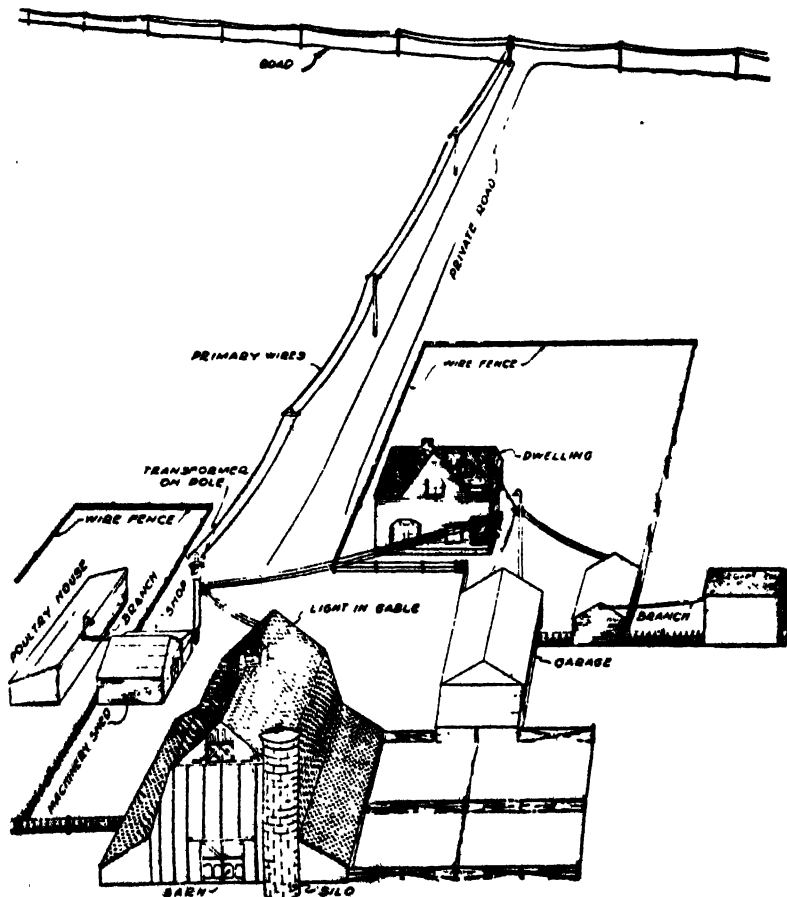 ROAD
PRIVATE ROAD
PRIMARY WIRES
WIRE FENCE
DWELLING
TRANSFORMER
ON POLE
WIRE FENCE
POULTRY HOUSE
BRANCH
SHOP
LIGHT IN GABLE
BRANCH
GARAGE
MACHINERY SHED
BARN
SILO